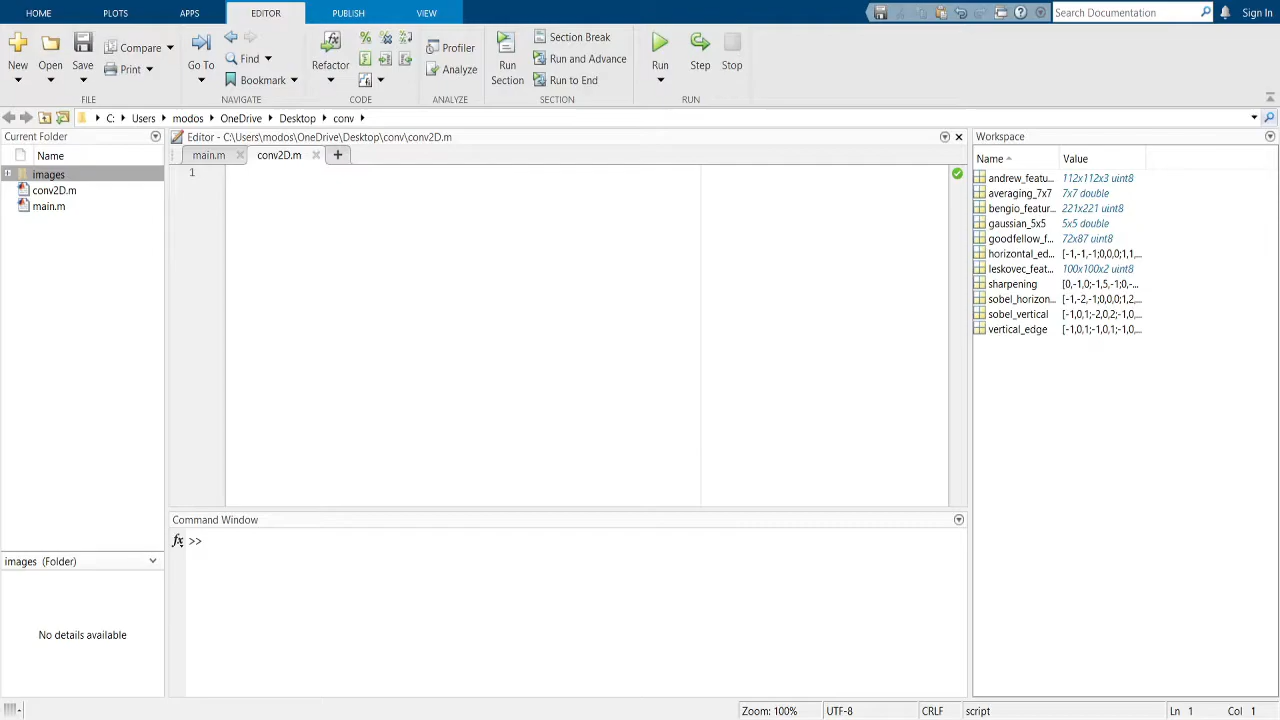 HOME PLOTS APPS EDITOR PUBLISH VIEW Search Documentation Sign In
New Open Save Compare Print Go To Find Bookmark Refactor Profiler Analyze Run Section Section Break Run and Advance Run to End Run Step Stop
FILE NAVIGATE CODE ANALYZE SECTION RUN
C: Users modos OneDrive Desktop conv
Current Folder
Name
images
conv2D.m
main.m
images (Folder)
No details available
Editor - C:\Users\modos\OneDrive\Desktop\conv\conv2D.m
main.m conv2D.m
1
Command Window
fx >>
Workspace
Name Value
andrew_featu... 112x112x3 uint8
averaging_7x7 7x7 double
bengio_featur... 221x221 uint8
gaussian_5x5 5x5 double
goodfellow_f... 72x87 uint8
horizontal_ed... [-1,-1,-1;0,0,0;1,1,...
leskovec_feat... 100x100x2 uint8
sharpening [0,-1,0;-1,5,-1;0,-...
sobel_horizon... [-1,-2,-1;0,0,0;1,2,...
sobel_vertical [-1,0,1;-2,0,2;-1,0...
vertical_edge [-1,0,1;-1,0,1;-1,0,...
Zoom: 100% UTF-8 CRLF script Ln 1 Col 1